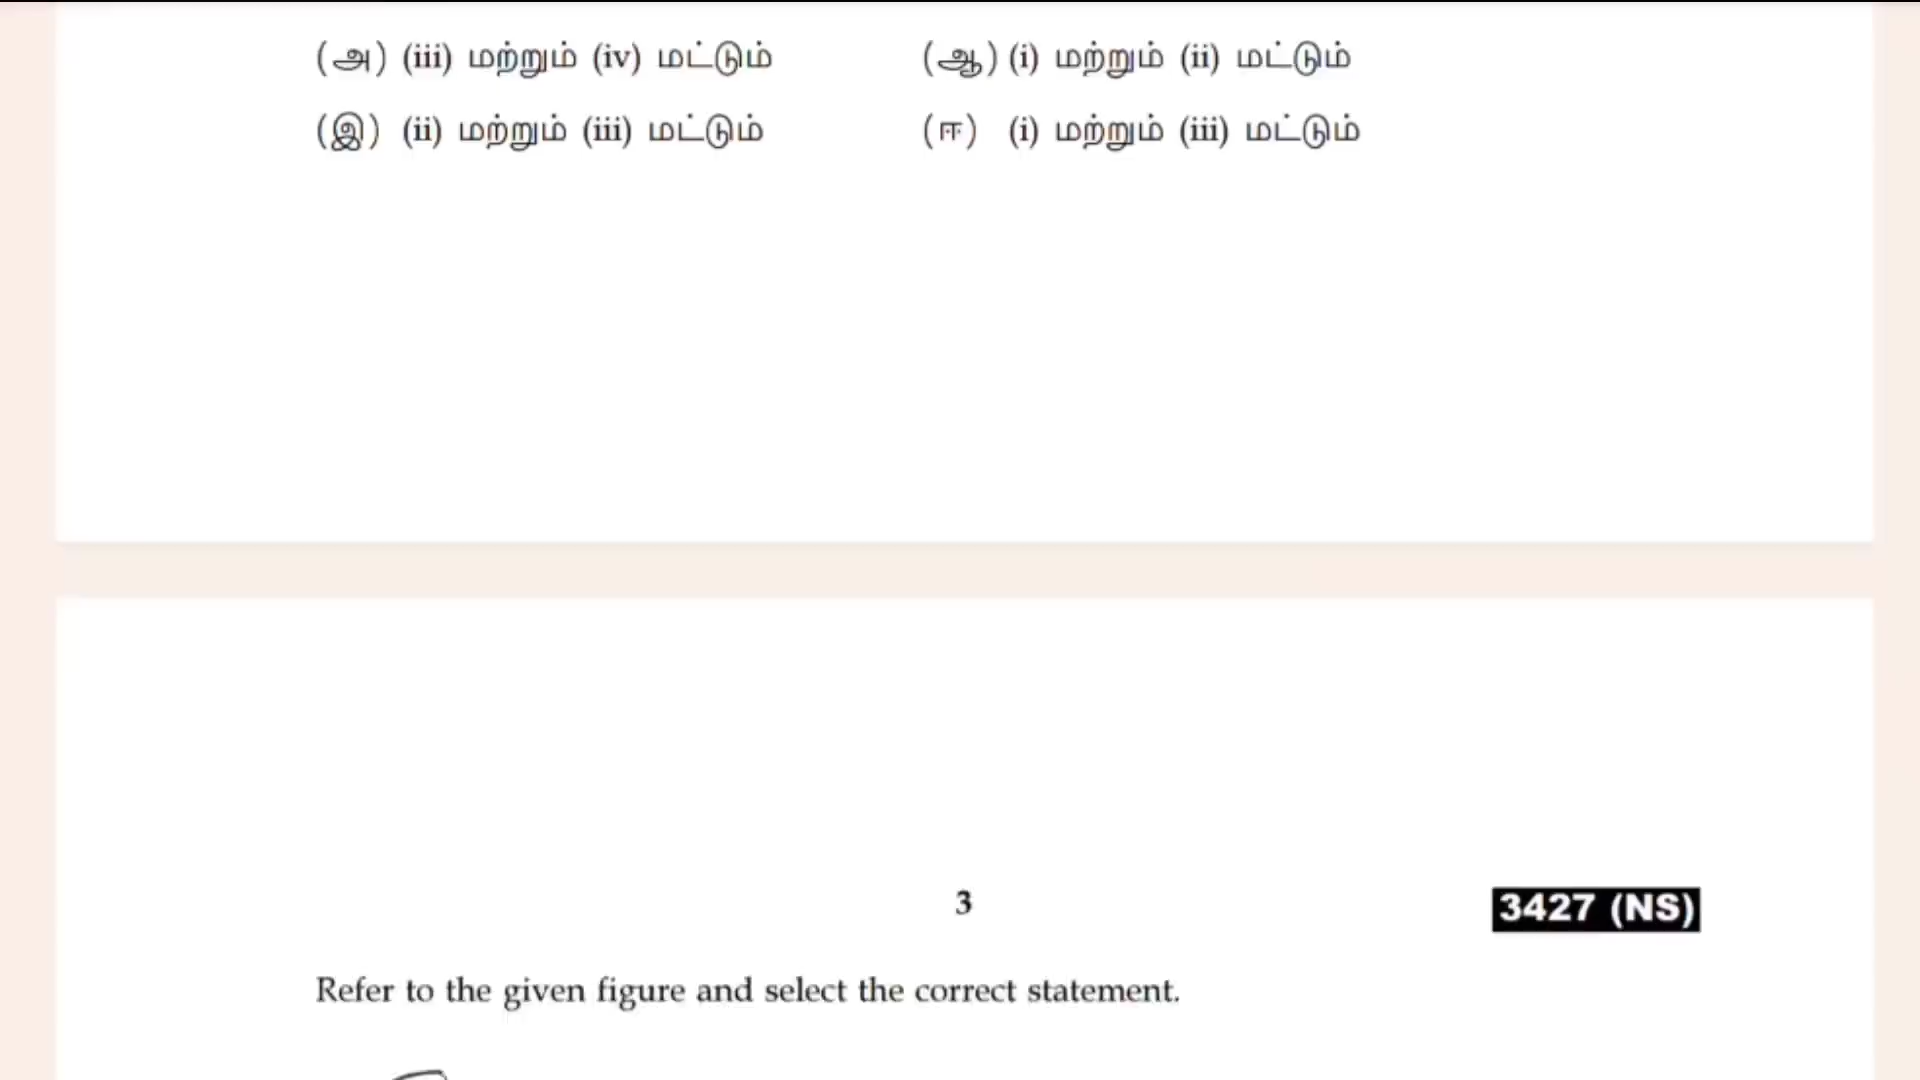 (அ) (iii) மற்றும் (iv) மட்டும் (ஆ) (i) மற்றும் (ii) மட்டும்
(இ) (ii) மற்றும் (iii) மட்டும் (ஈ) (i) மற்றும் (iii) மட்டும்
3
3427 (NS)
Refer to the given figure and select the correct statement.